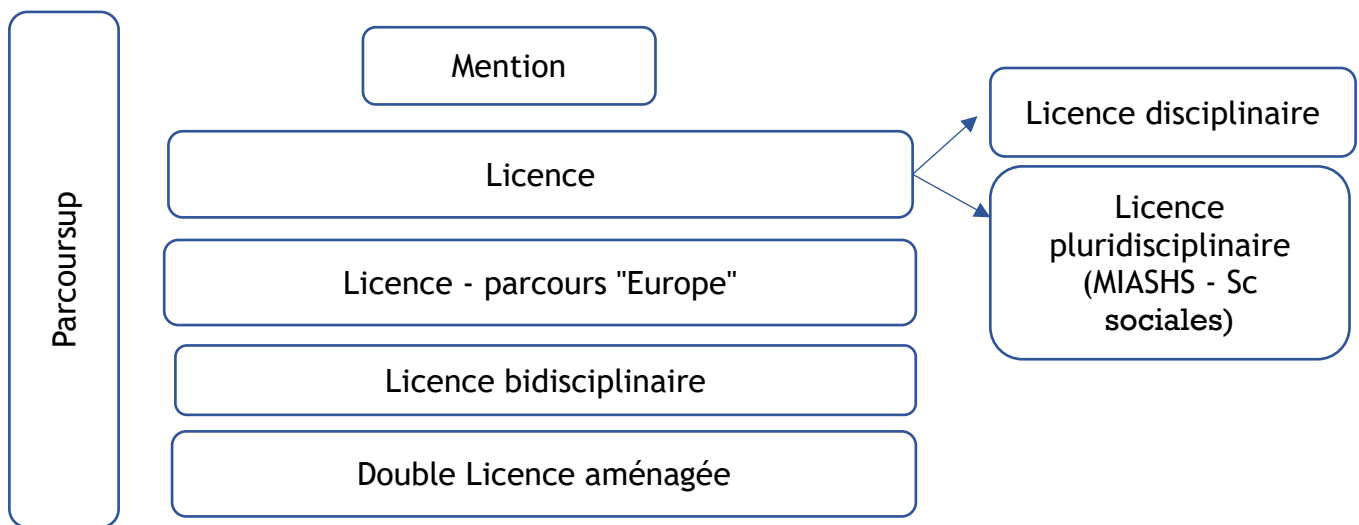 Parcoursup
Mention
Licence
Licence - parcours "Europe"
Licence bidisciplinaire
Double Licence aménagée
Licence disciplinaire
Licence
pluridisciplinaire
(MIASHS - Sc
sociales)